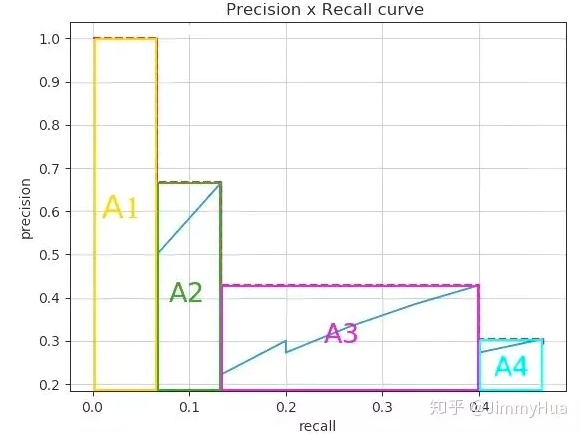 Precision x Recall curve
precision
1.0
0.9
0.8
0.7
0.6
0.5
0.4
0.3
0.2
A1
A2
A3
A4
0.0 0.1 0.2 0.3 0.4
recall
知乎 @JimmyHua